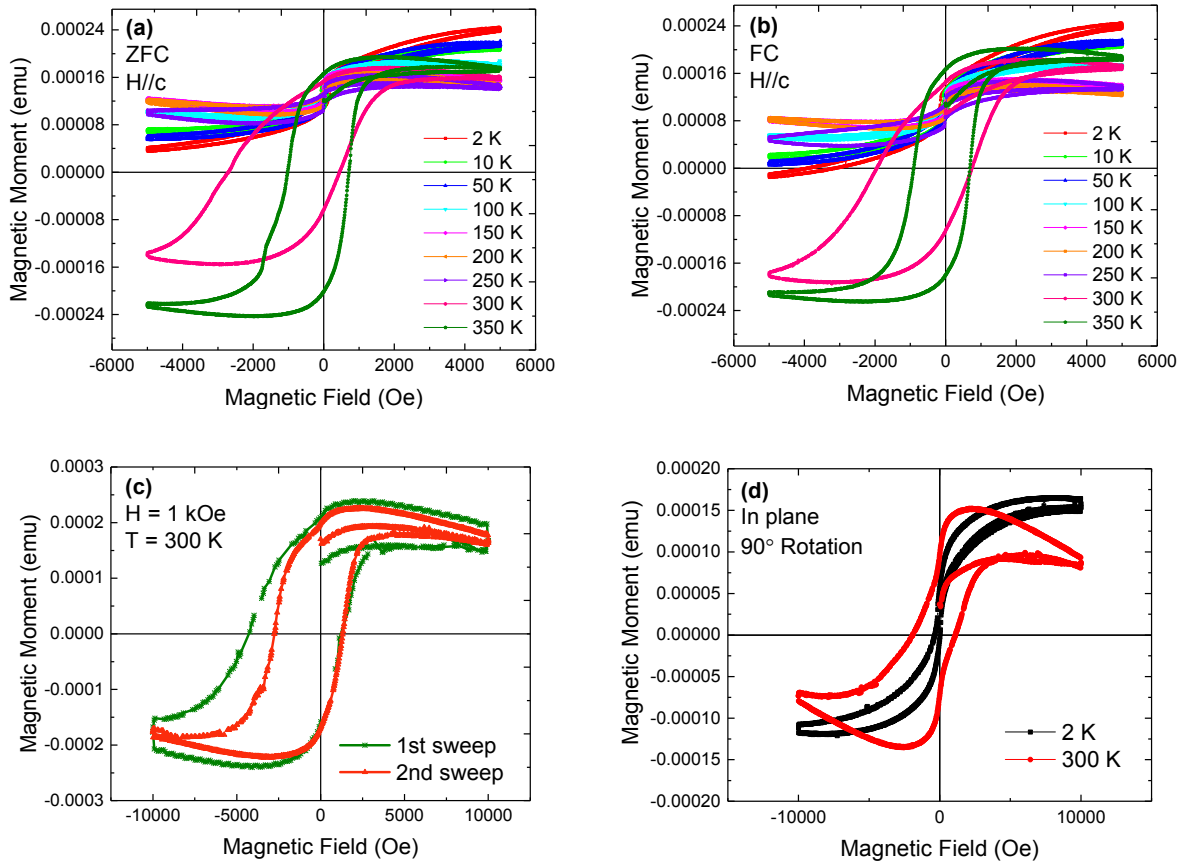 (a)
ZFC
H//c
0.00024
0.00016
0.00008
0.00000
-0.00008
-0.00016
-0.00024
Magnetic Moment (emu)
2 K
10 K
50 K
100 K
150 K
200 K
250 K
300 K
350 K
-6000 -4000 -2000 0 2000 4000 6000
Magnetic Field (Oe)
(b)
FC
H//c
0.00024
0.00016
0.00008
0.00000
-0.00008
-0.00016
-0.00024
Magnetic Moment (emu)
2 K
10 K
50 K
100 K
150 K
200 K
250 K
300 K
350 K
-6000 -4000 -2000 0 2000 4000 6000
Magnetic Field (Oe)
(c)
H = 1 kOe
T = 300 K
0.0003
0.0002
0.0001
0.0000
-0.0001
-0.0002
-0.0003
Magnetic Moment (emu)
1st sweep
2nd sweep
-10000 -5000 0 5000 10000
Magnetic Field (Oe)
(d)
In plane
90° Rotation
0.00020
0.00015
0.00010
0.00005
0.00000
-0.00005
-0.00010
-0.00015
-0.00020
Magnetic Moment (emu)
2 K
300 K
-10000 0 10000
Magnetic Field (Oe)